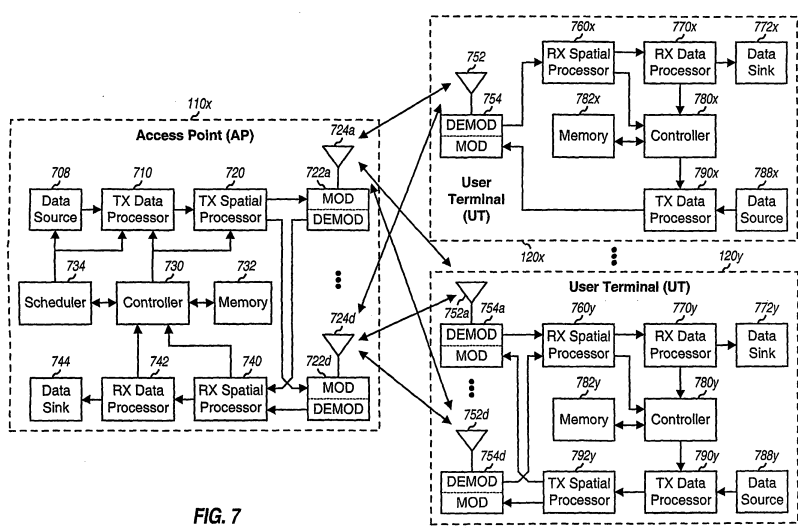 110x
Access Point (AP)
708
Data
Source
710
TX Data
Processor
720
TX Spatial
Processor
724a
722a
MOD
DEMOD
734
Scheduler
730
Controller
732
Memory
744
Data
Sink
742
RX Data
Processor
740
RX Spatial
Processor
724d
722d
MOD
DEMOD
752
754
DEMOD
MOD
User
Terminal
(UT)
760x
RX Spatial
Processor
770x
RX Data
Processor
772x
Data
Sink
782x
Memory
780x
Controller
790x
TX Data
Processor
788x
Data
Source
120x
120y
User Terminal (UT)
752a
754a
DEMOD
MOD
760y
RX Spatial
Processor
770y
RX Data
Processor
772y
Data
Sink
782y
Memory
780y
Controller
752d
754d
DEMOD
MOD
792y
TX Spatial
Processor
790y
TX Data
Processor
788y
Data
Source
FIG. 7